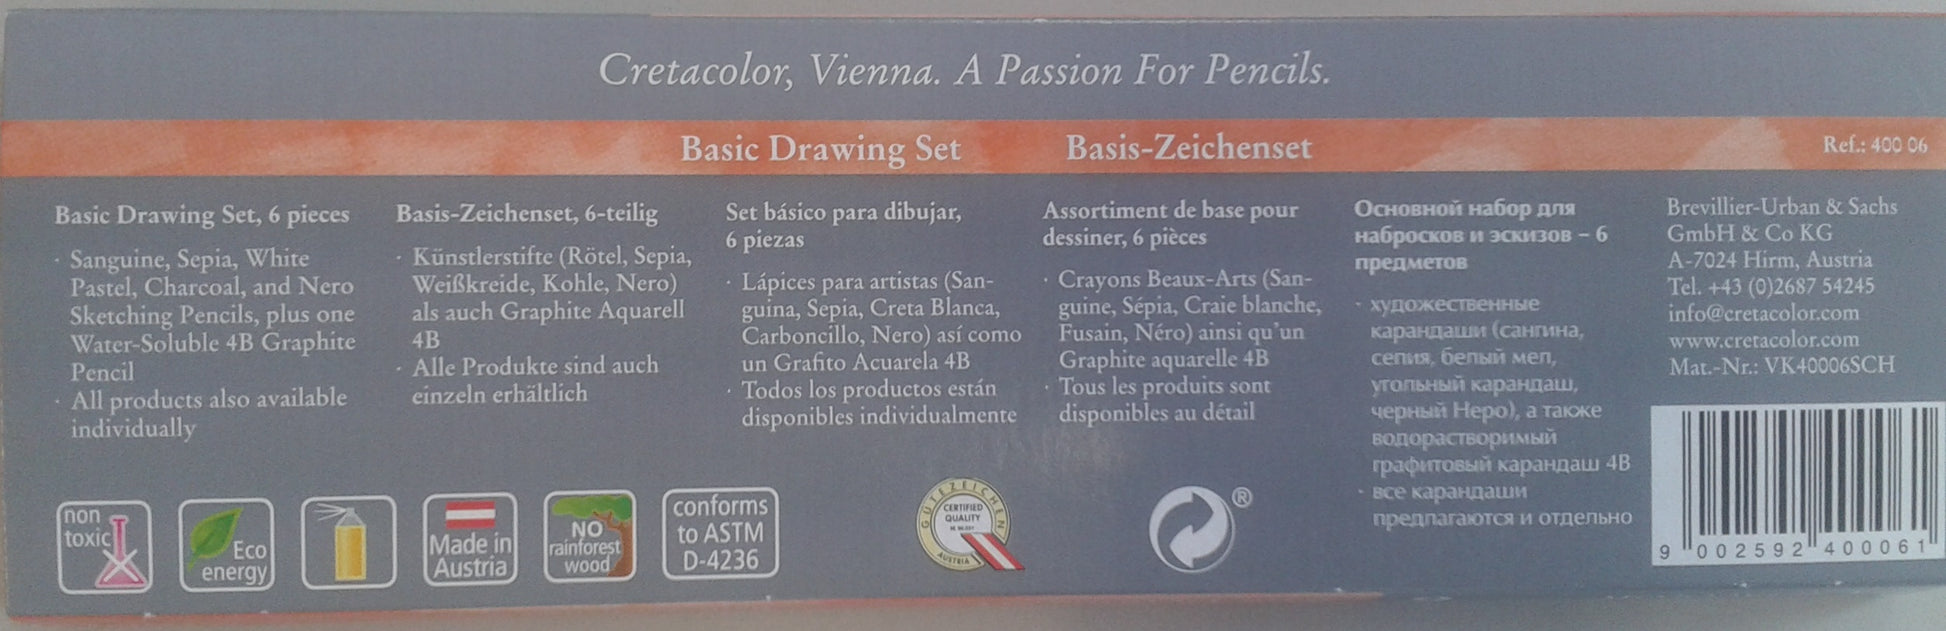 Cretacolor, Vienna. A Passion For Pencils.
Basic Drawing Set
Basis-Zeichenset
Ref.: 400 06
Basic Drawing Set, 6 pieces
· Sanguine, Sepia, White
Pastel, Charcoal, and Nero
Sketching Pencils, plus one
Water-Soluble 4B Graphite
Pencil
· All products also available
individually
Basis-Zeichenset, 6-teilig
· Künstlerstifte (Rötel, Sepia,
Weißkreide, Kohle, Nero)
als auch Graphite Aquarell
4B
· Alle Produkte sind auch
einzeln erhältlich
Set básico para dibujar,
6 piezas
· Lápices para artistas (San-
guina, Sepia, Creta Blanca,
Carboncillo, Nero) así como
un Grafito Acuarela 4B
· Todos los productos están
disponibles individualmente
Assortiment de base pour
dessiner, 6 pièces
· Crayons Beaux-Arts (San-
guine, Sépia, Craie blanche,
Fusain, Néro) ainsi qu'un
Graphite aquarelle 4B
· Tous les produits sont
disponibles au détail
Основной набор для
набросков и эскизов – 6
предметов
· художественные
карандаши (сангина,
сепия, белый мел,
угольный карандаш,
черный Неро), а также
водорастворимый
графитовый карандаш 4B
· все карандаши
предлагаются и отдельно
Brevillier-Urban & Sachs
GmbH & Co KG
A-7024 Hirm, Austria
Tel. +43 (0)2687 54245
info@cretacolor.com
www.cretacolor.com
Mat.-Nr.: VK40006SCH
9 002592 400061
non
toxic
Eco
energy
Made in
Austria
NO
rainforest
wood
conforms
to ASTM
D-4236
GÜTEZEICHEN
CERTIFIED
QUALITY
AUSTRIA
®